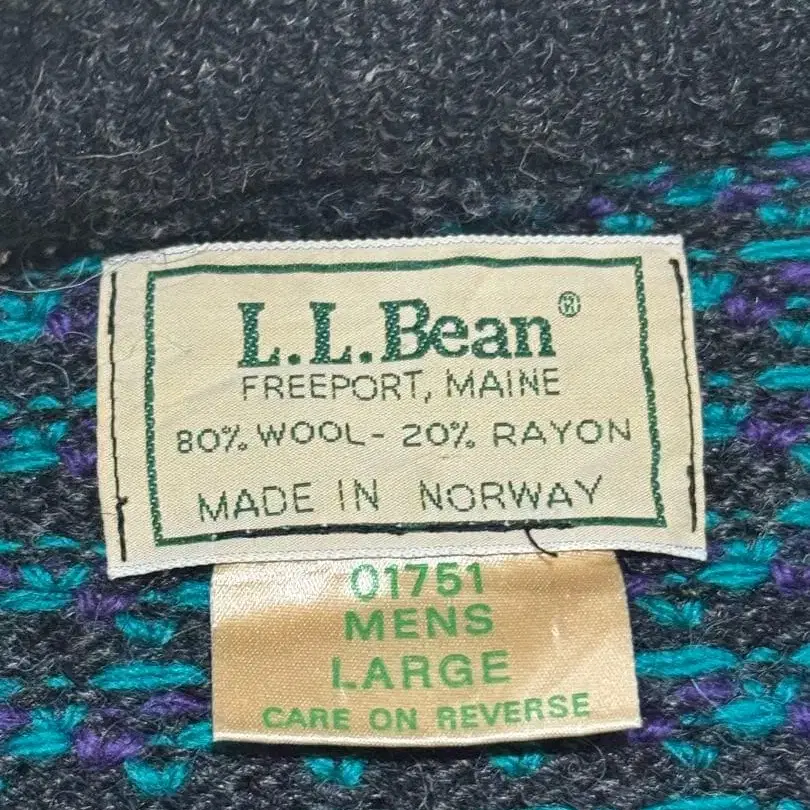 L.L.Bean®
FREEPORT, MAINE
80% WOOL - 20% RAYON
MADE IN NORWAY
01751
MENS
LARGE
CARE ON REVERSE